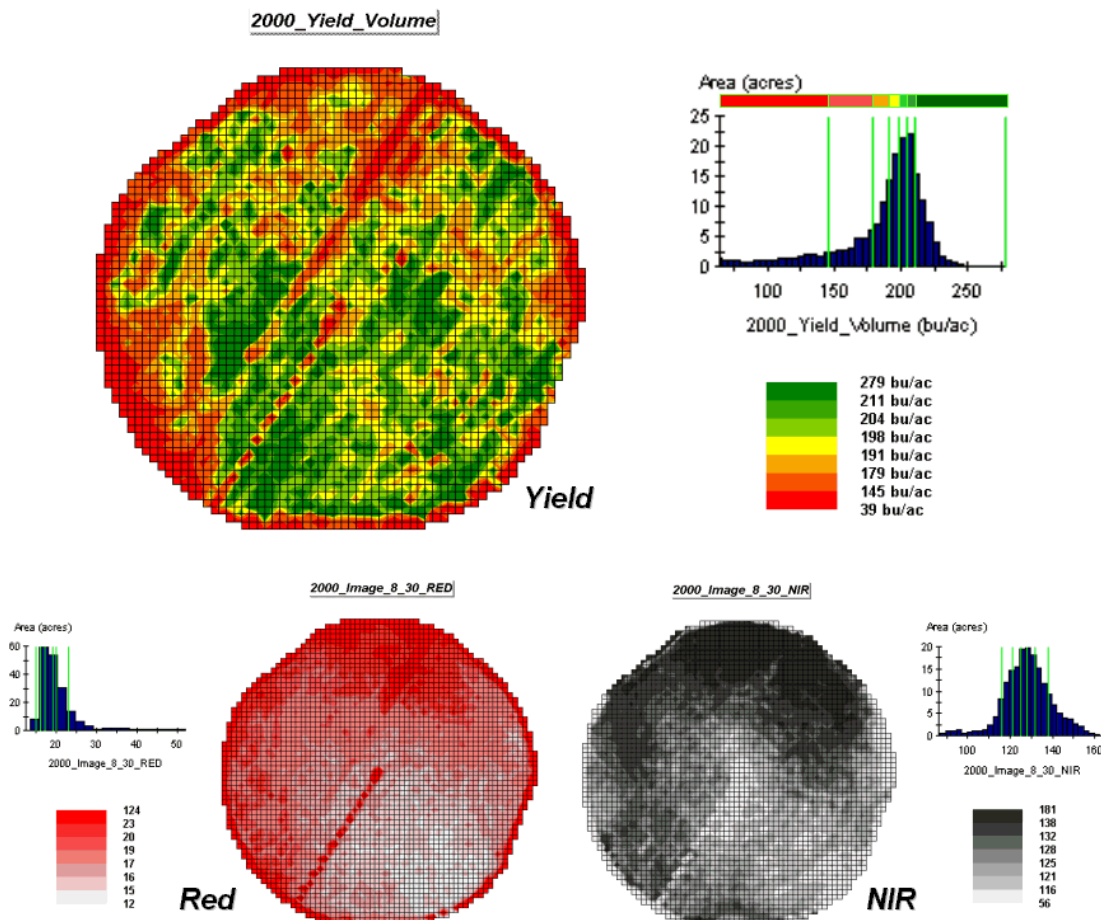 2000_Yield_Volume
Area (acres)
25
20
15
10
5
0
100 150 200 250
2000_Yield_Volume (bu/ac)
279 bu/ac
211 bu/ac
204 bu/ac
198 bu/ac
191 bu/ac
179 bu/ac
145 bu/ac
39 bu/ac
Yield
2000_Image_8_30_RED
Area (acres)
60
40
20
0
20 30 40 50
2000_Image_8_30_RED
124
23
20
19
17
16
15
12
Red
2000_Image_8_30_NIR
Area (acres)
20
15
10
5
0
100 120 140 160
2000_Image_8_30_NIR
181
138
132
128
125
121
116
56
NIR